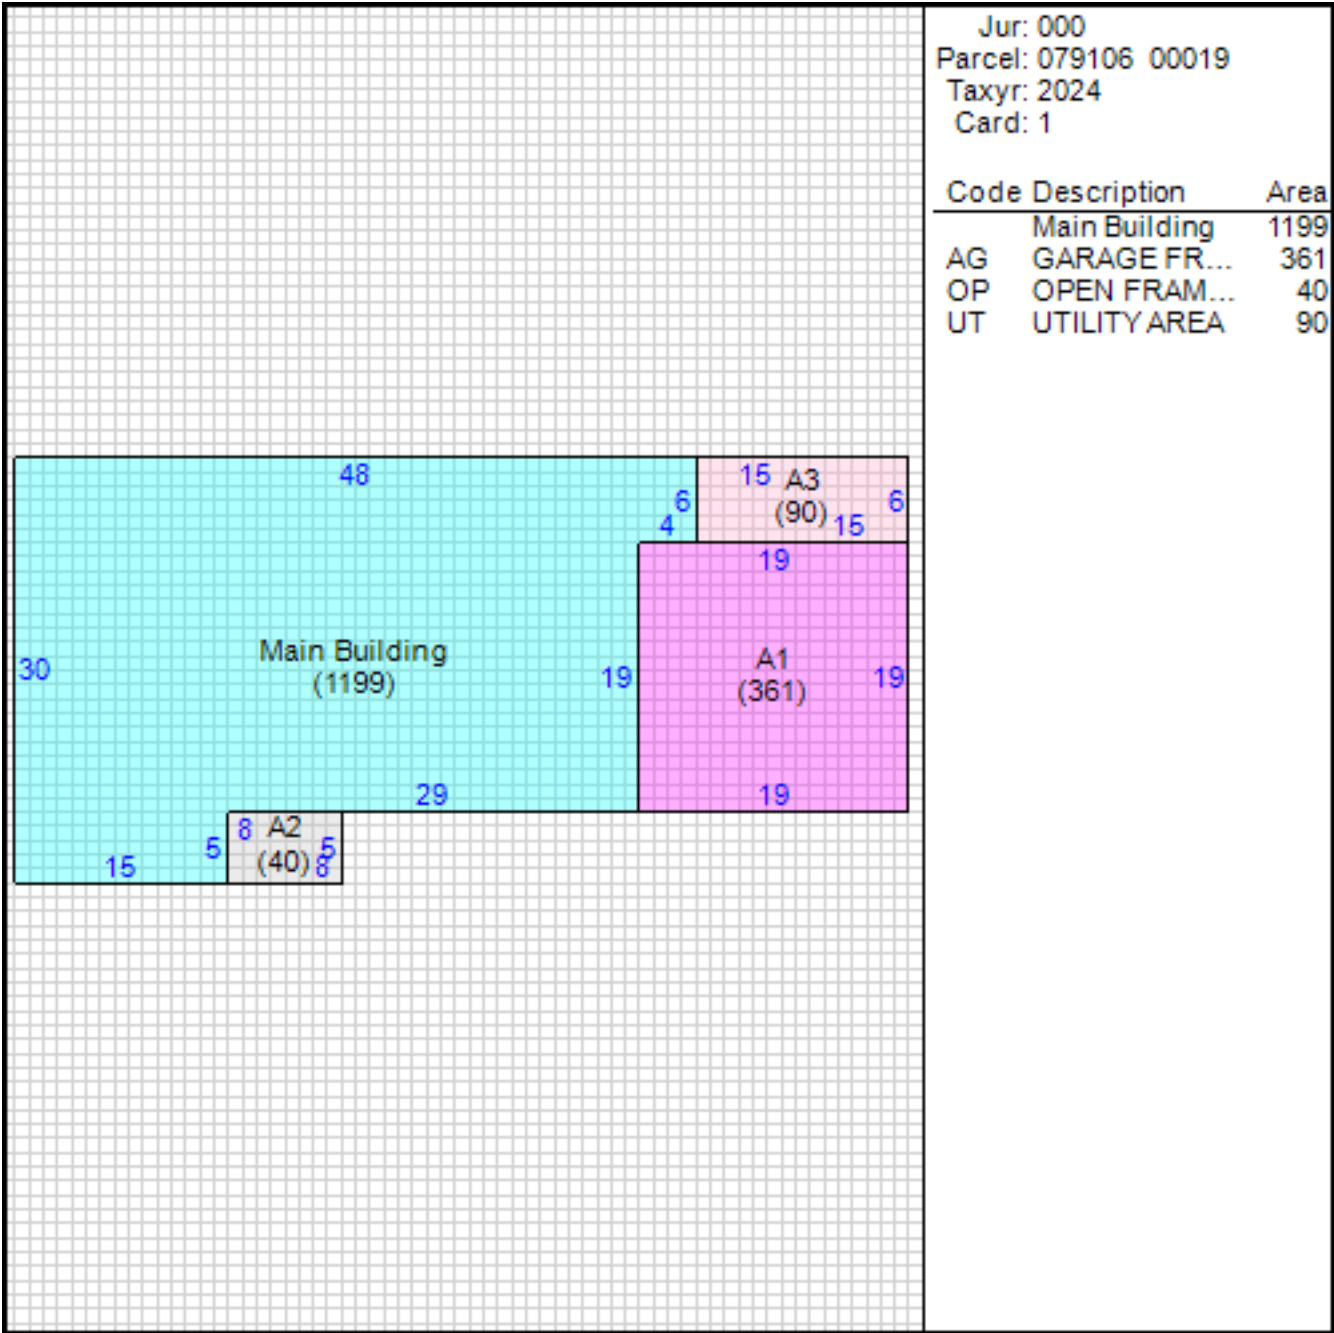 Jur: 000
Parcel: 079106 00019
Taxyr: 2024
Card: 1
Code Description Area
Main Building 1199
AG GARAGE FR... 361
OP OPEN FRAM... 40
UT UTILITY AREA 90
48
15 A3
6 (90) 6
4 15
19
Main Building
(1199)
30
19
A1
(361)
19
29
19
8 A2
5 (40) 5
15 8